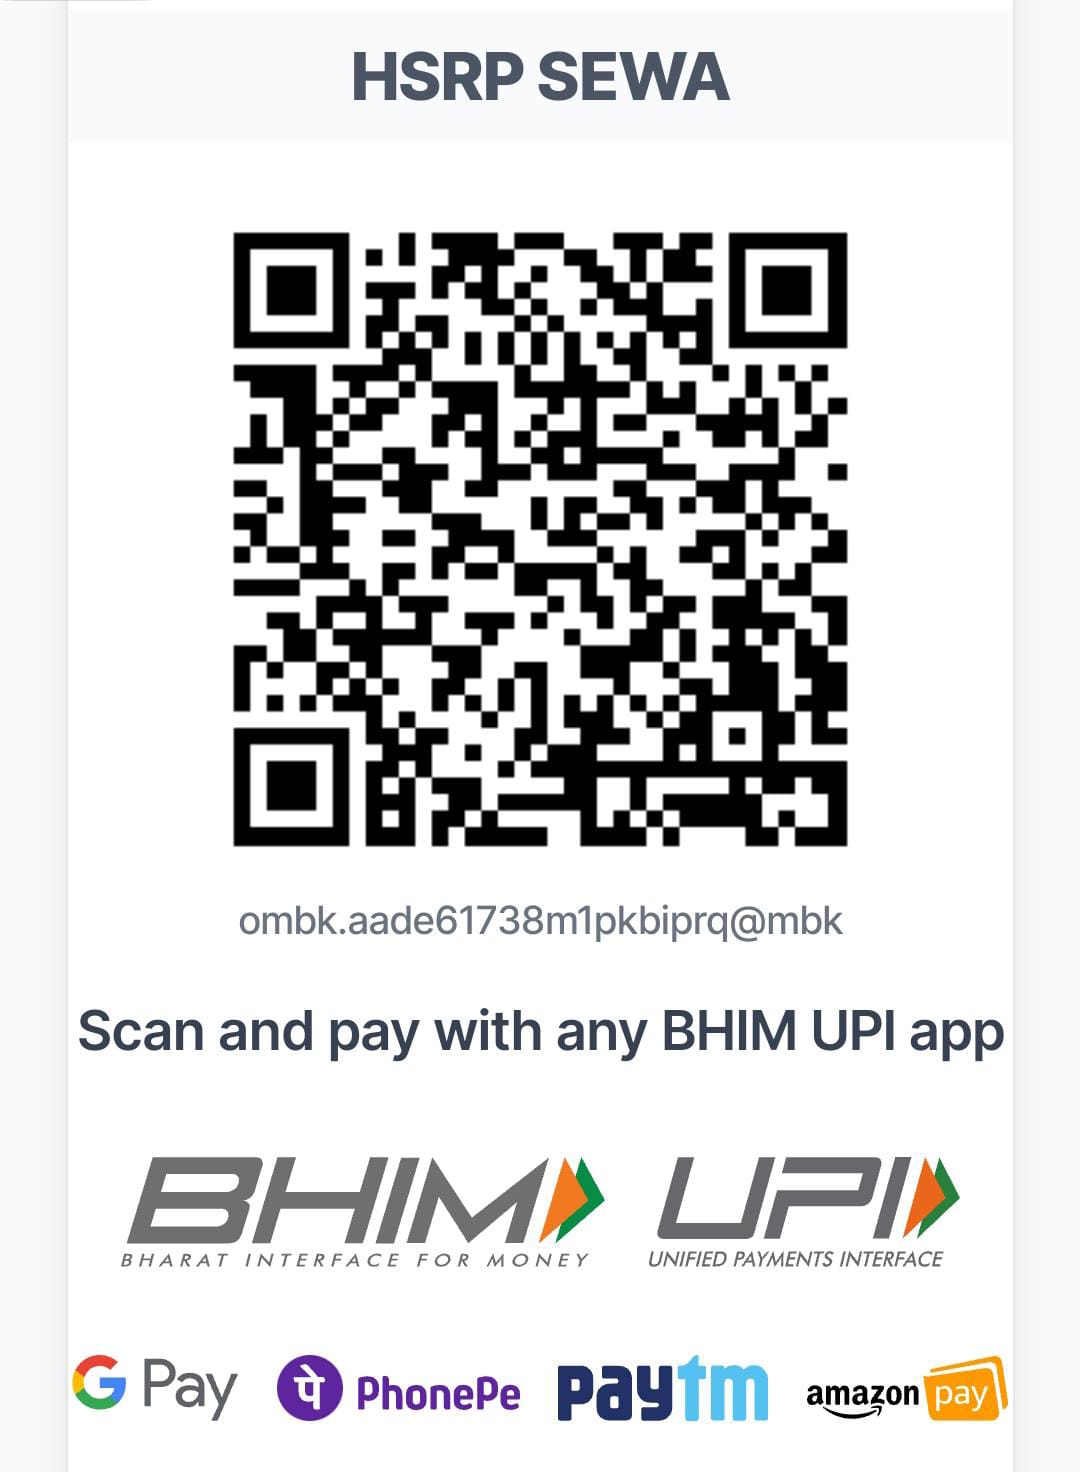 HSRP SEWA
ombk.aade61738m1pkbiprq@mbk
Scan and pay with any BHIM UPI app
BHIM UPI
BHARAT INTERFACE FOR MONEY UNIFIED PAYMENTS INTERFACE
G Pay पे PhonePe paytm amazon pay